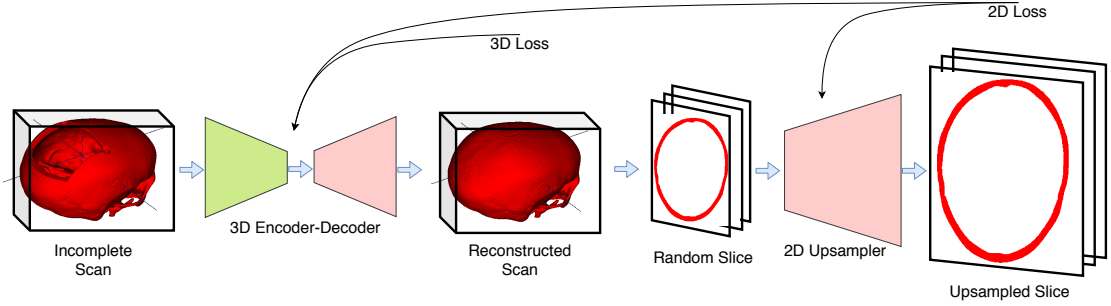 2D Loss
3D Loss
3D Encoder-Decoder
Incomplete
Scan
Reconstructed
Scan
Random Slice
2D Upsampler
Upsampled Slice